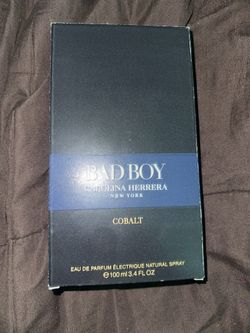 BAD BOY
CAROLINA HERRERA
NEW YORK
COBALT
EAU DE PARFUM ÉLECTRIQUE NATURAL SPRAY
℮ 100 ml 3.4 FL OZ